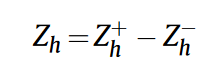 Z_h = Z_h^+ − Z_h^−